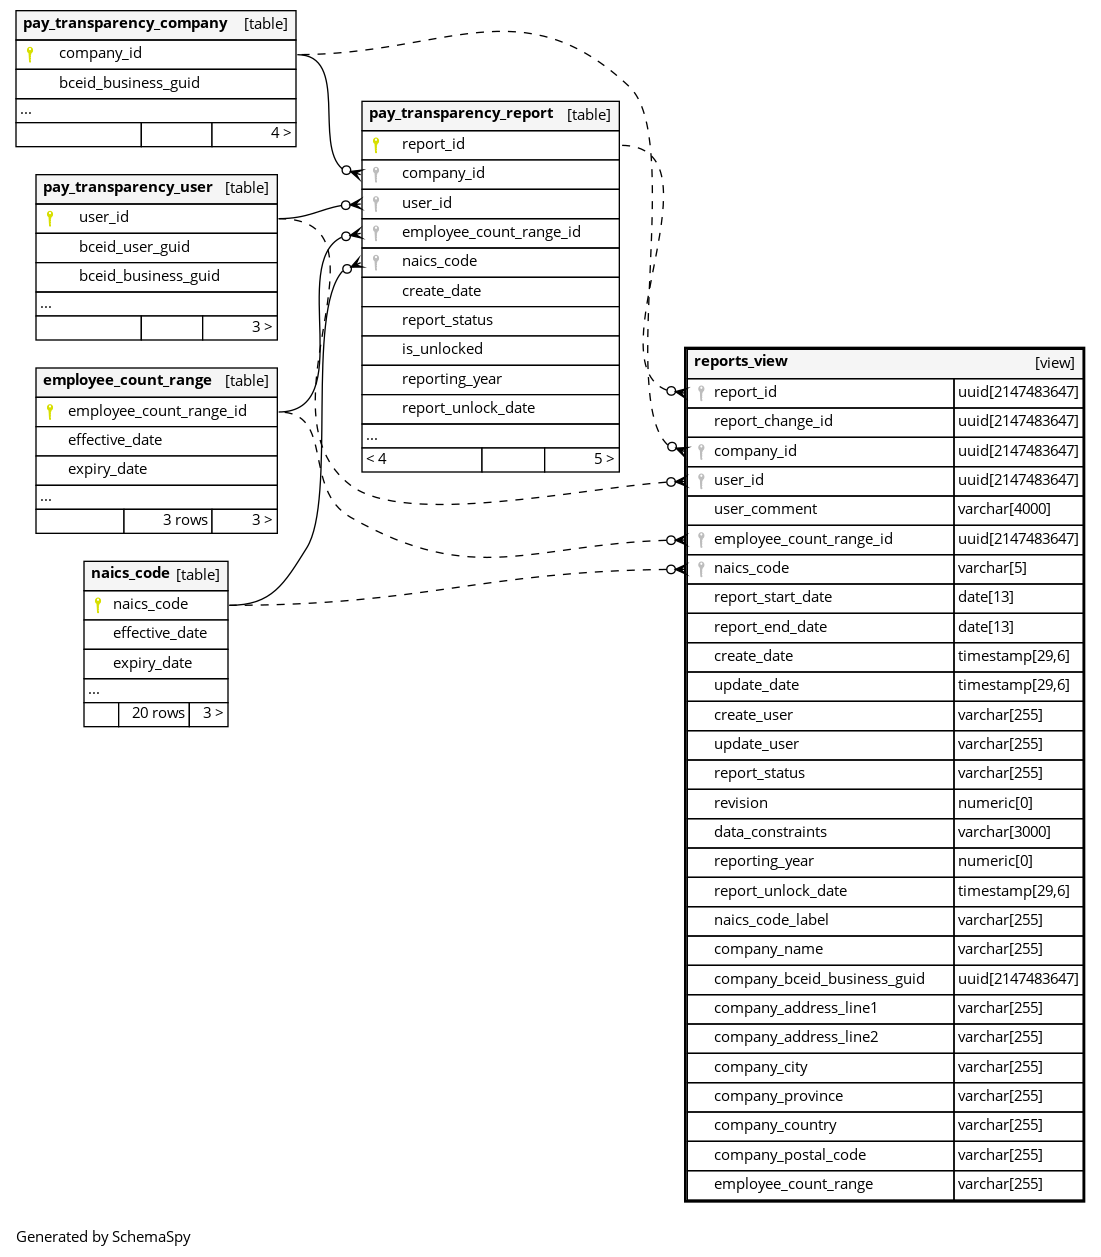 pay_transparency_company [table]
company_id
bceid_business_guid
...
4 >
pay_transparency_user [table]
user_id
bceid_user_guid
bceid_business_guid
...
3 >
employee_count_range [table]
employee_count_range_id
effective_date
expiry_date
...
3 rows 3 >
naics_code [table]
naics_code
effective_date
expiry_date
...
20 rows 3 >
pay_transparency_report [table]
report_id
company_id
user_id
employee_count_range_id
naics_code
create_date
report_status
is_unlocked
reporting_year
report_unlock_date
...
< 4 5 >
reports_view [view]
report_id uuid[2147483647]
report_change_id uuid[2147483647]
company_id uuid[2147483647]
user_id uuid[2147483647]
user_comment varchar[4000]
employee_count_range_id uuid[2147483647]
naics_code varchar[5]
report_start_date date[13]
report_end_date date[13]
create_date timestamp[29,6]
update_date timestamp[29,6]
create_user varchar[255]
update_user varchar[255]
report_status varchar[255]
revision numeric[0]
data_constraints varchar[3000]
reporting_year numeric[0]
report_unlock_date timestamp[29,6]
naics_code_label varchar[255]
company_name varchar[255]
company_bceid_business_guid uuid[2147483647]
company_address_line1 varchar[255]
company_address_line2 varchar[255]
company_city varchar[255]
company_province varchar[255]
company_country varchar[255]
company_postal_code varchar[255]
employee_count_range varchar[255]
Generated by SchemaSpy